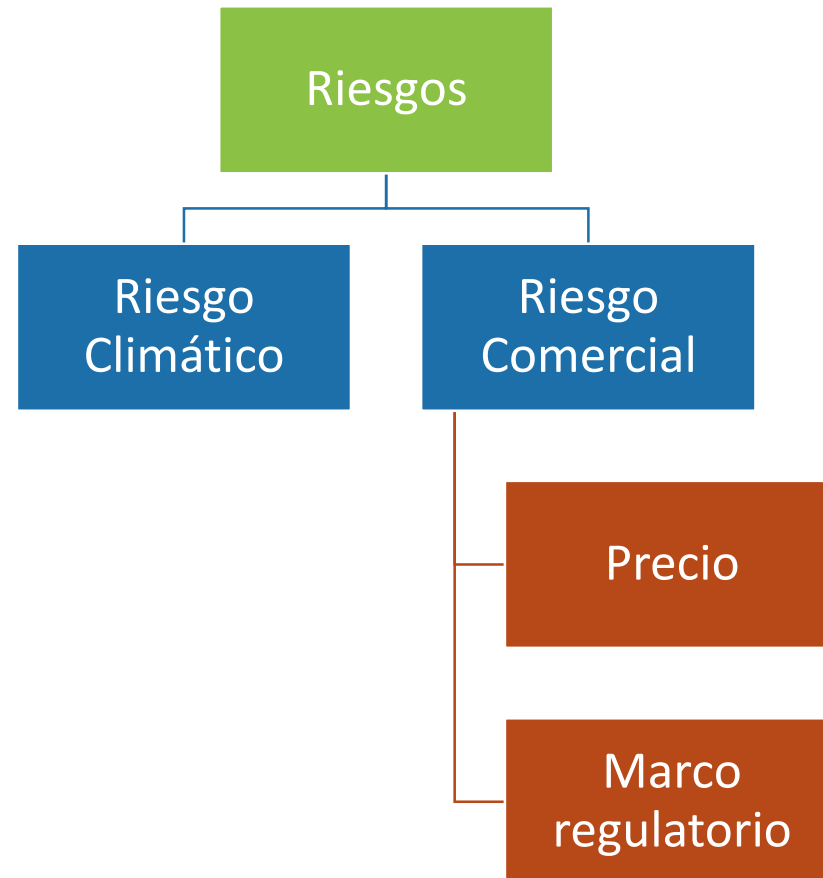 Riesgos
Riesgo
Climático
Riesgo
Comercial
Precio
Marco
regulatorio